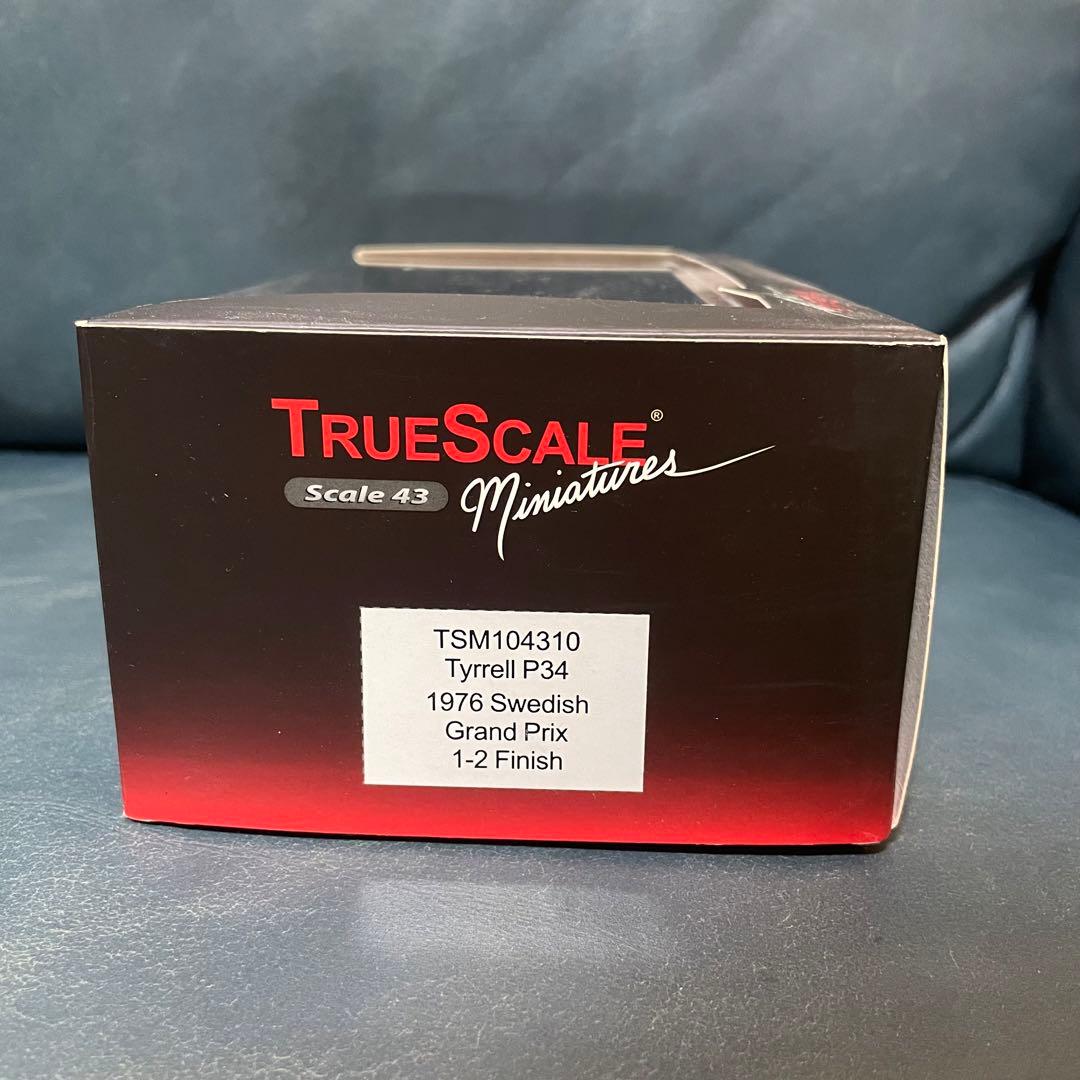 TRUESCALE®
Scale 43 Miniatures
TSM104310
Tyrrell P34
1976 Swedish
Grand Prix
1-2 Finish